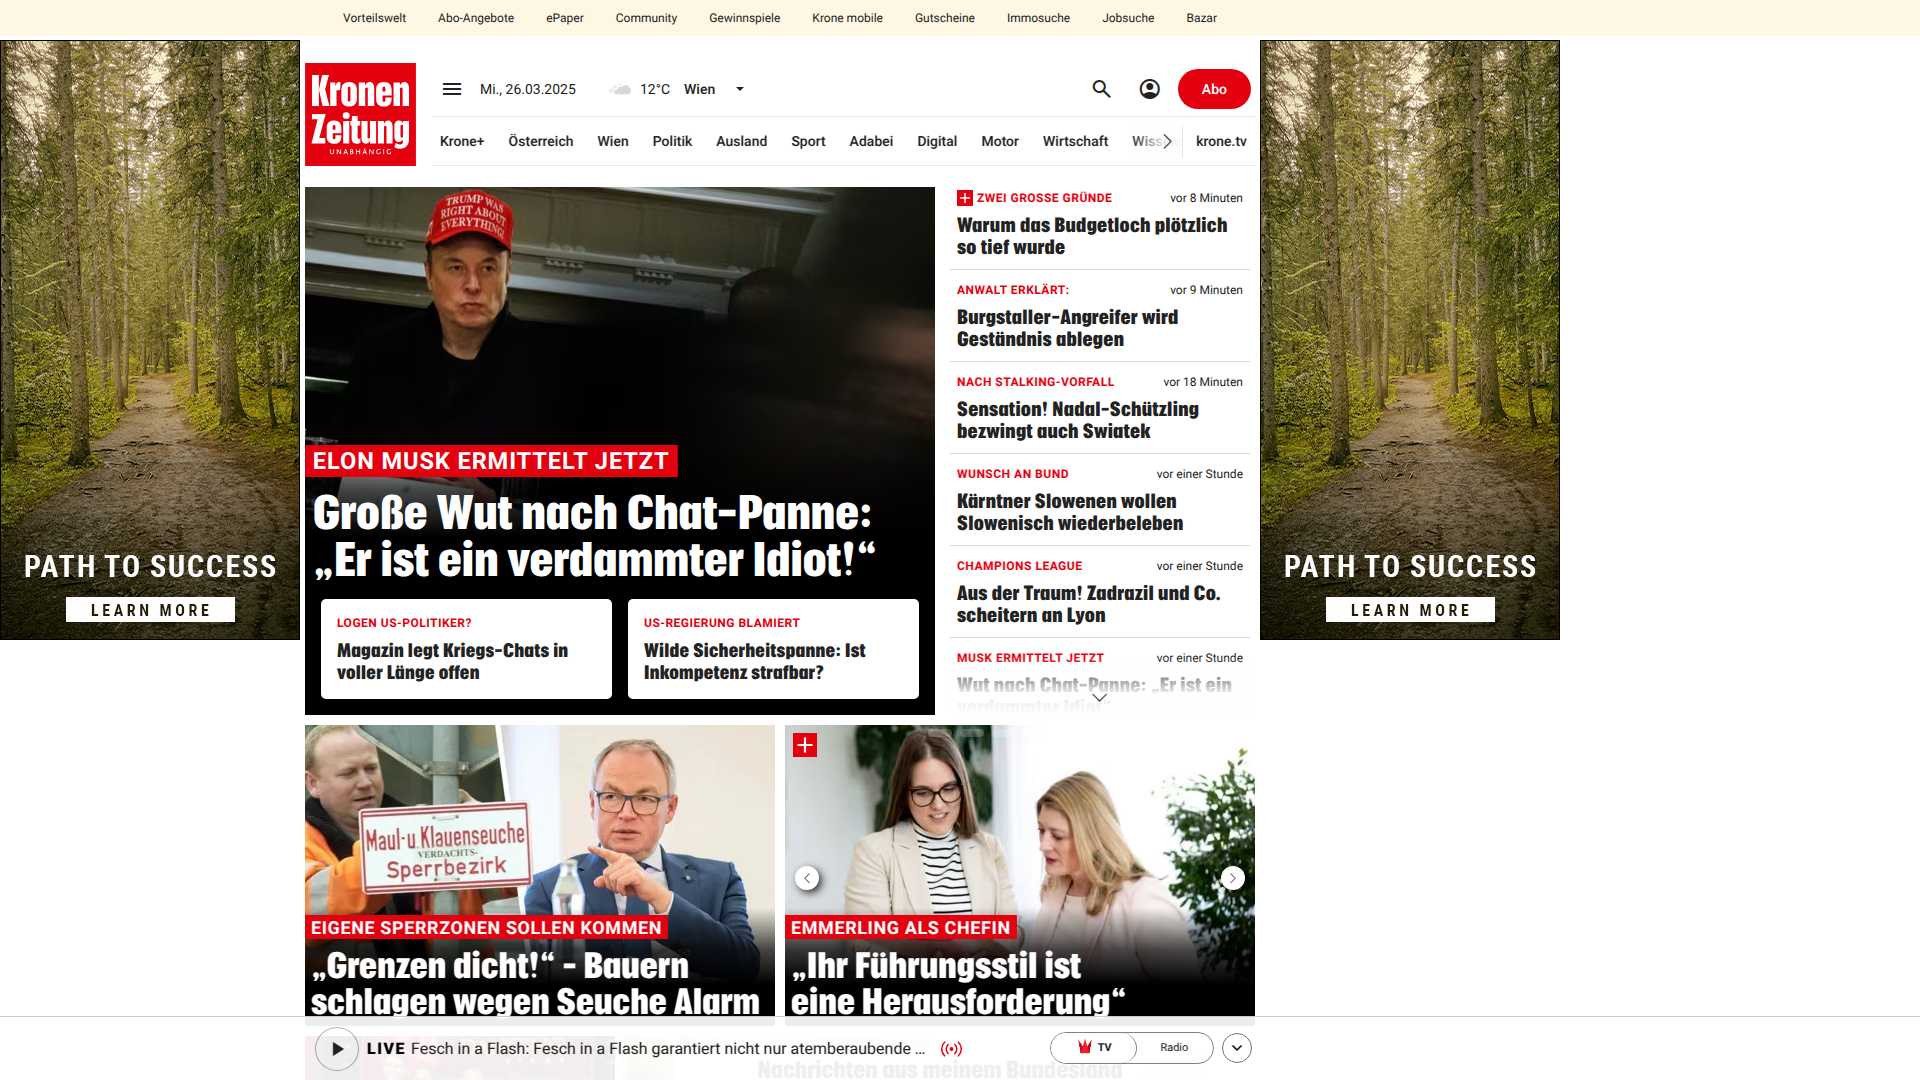 Vorteilswelt Abo-Angebote ePaper Community Gewinnspiele Krone mobile Gutscheine Immosuche Jobsuche Bazar
Kronen
Zeitung
UNABHÄNGIG
Mi., 26.03.2025 12°C Wien
Abo
Krone+ Österreich Wien Politik Ausland Sport Adabei Digital Motor Wirtschaft Wiss krone.tv
PATH TO SUCCESS
LEARN MORE
TRUMP WAS
RIGHT ABOUT
EVERYTHING!
ELON MUSK ERMITTELT JETZT
Große Wut nach Chat-Panne:
„Er ist ein verdammter Idiot!“
LOGEN US-POLITIKER?
Magazin legt Kriegs-Chats in
voller Länge offen
US-REGIERUNG BLAMIERT
Wilde Sicherheitspanne: Ist
Inkompetenz strafbar?
ZWEI GROSSE GRÜNDE vor 8 Minuten
Warum das Budgetloch plötzlich
so tief wurde
ANWALT ERKLÄRT: vor 9 Minuten
Burgstaller-Angreifer wird
Geständnis ablegen
NACH STALKING-VORFALL vor 18 Minuten
Sensation! Nadal-Schützling
bezwingt auch Swiatek
WUNSCH AN BUND vor einer Stunde
Kärntner Slowenen wollen
Slowenisch wiederbeleben
CHAMPIONS LEAGUE vor einer Stunde
Aus der Traum! Zadrazil und Co.
scheitern an Lyon
MUSK ERMITTELT JETZT vor einer Stunde
Wut nach Chat-Panne: „Er ist ein
verdammter Idiot“
PATH TO SUCCESS
LEARN MORE
Maul-u.Klauenseuche
VERDACHTS-
Sperrbezirk
EIGENE SPERRZONEN SOLLEN KOMMEN
„Grenzen dicht!“ - Bauern
schlagen wegen Seuche Alarm
EMMERLING ALS CHEFIN
„Ihr Führungsstil ist
eine Herausforderung“
LIVE Fesch in a Flash: Fesch in a Flash garantiert nicht nur atemberaubende ...
TV Radio
Nachrichten aus meinem Bundesland